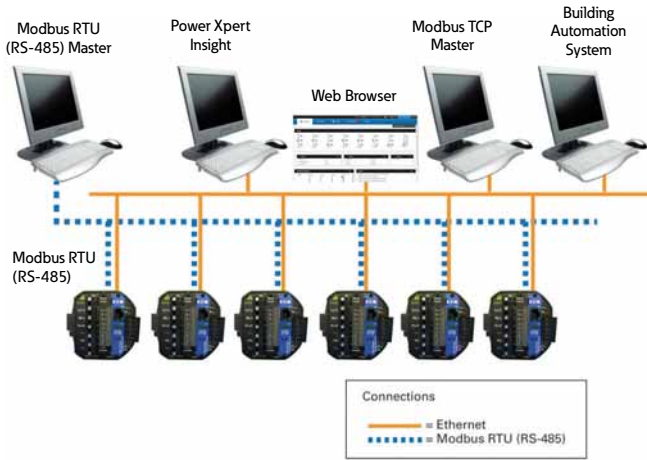 Modbus RTU
(RS-485) Master
Power Xpert
Insight
Web Browser
Modbus TCP
Master
Building
Automation
System
Modbus RTU
(RS-485)
Connections
= Ethernet
= Modbus RTU (RS-485)